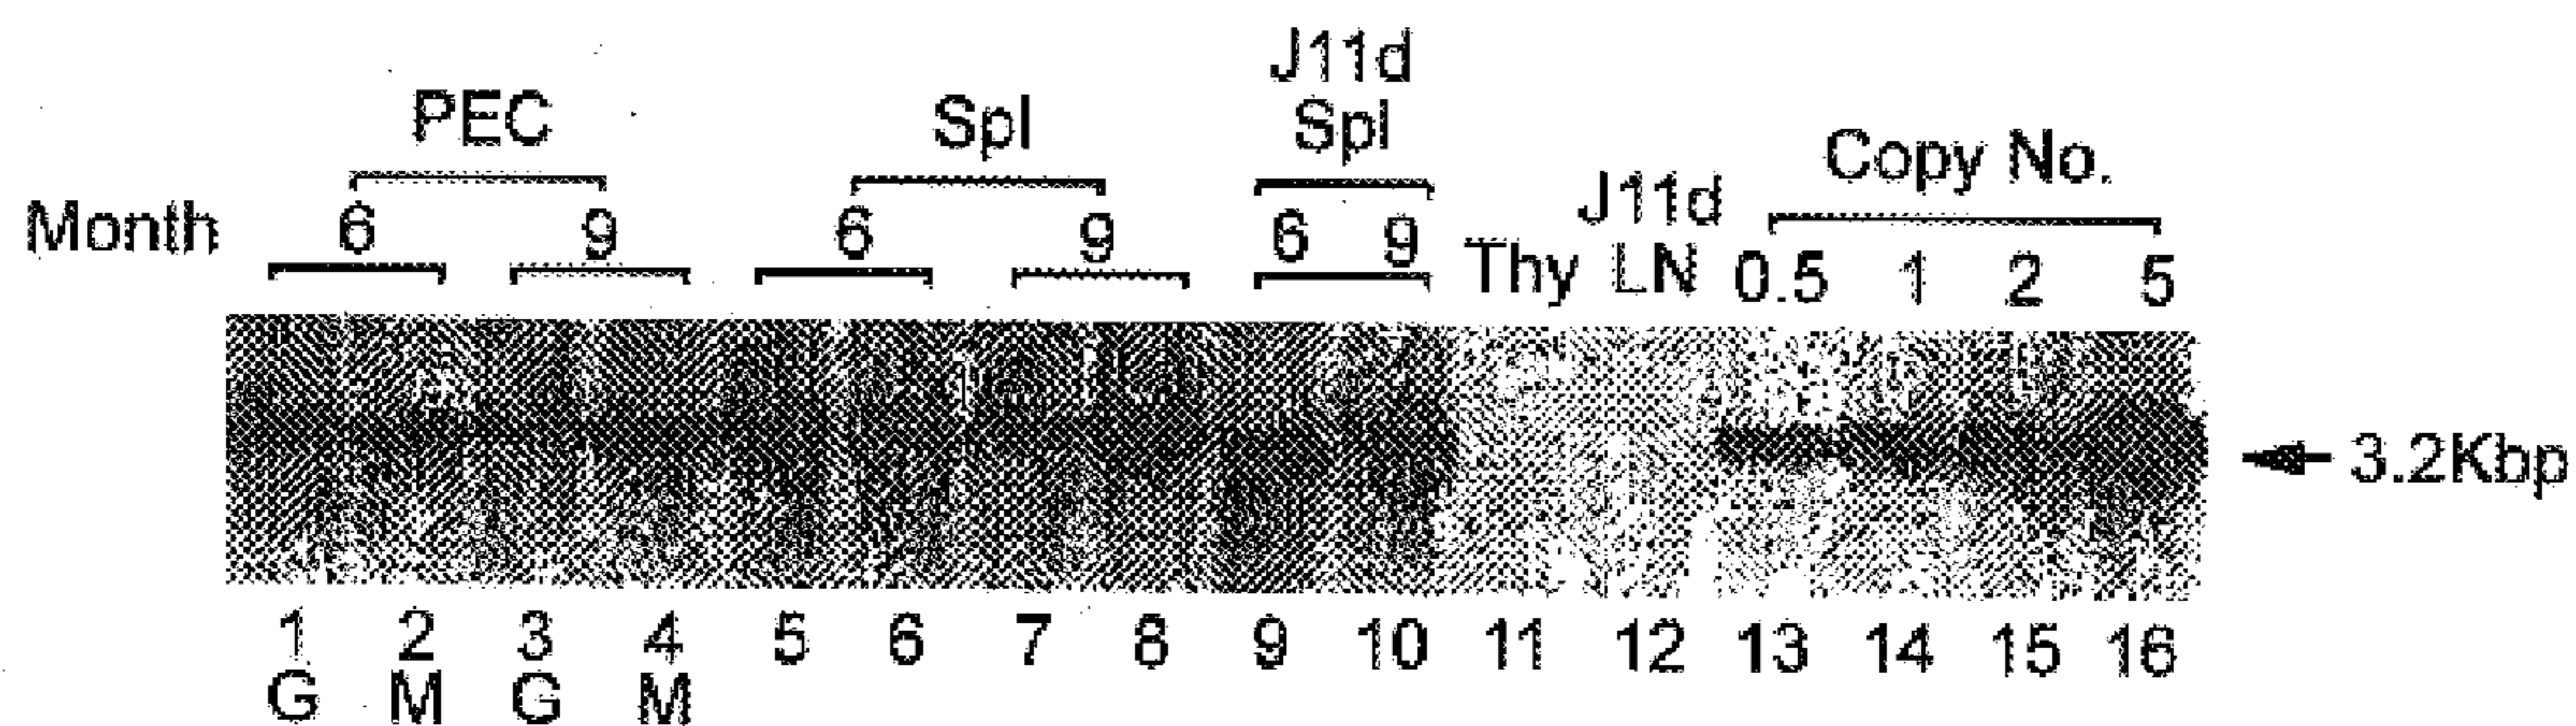 PEC Spl J11d Spl Copy No.
Month 6 9 6 9 6 9 Thy J11d LN 0.5 1 2 5
3.2Kbp
1 2 3 4 5 6 7 8 9 10 11 12 13 14 15 16
G M G M